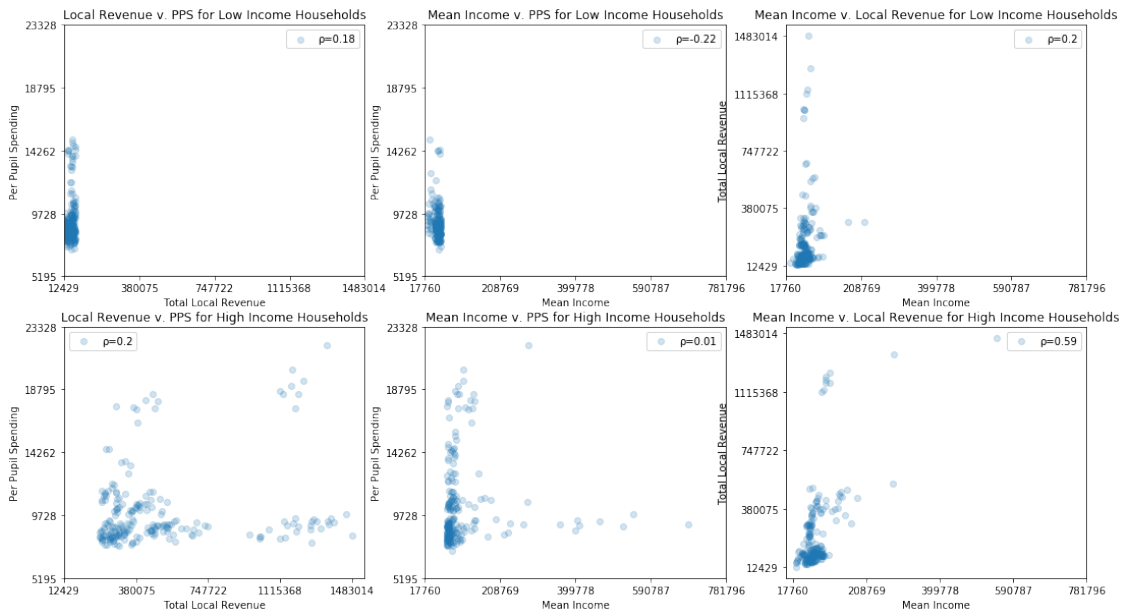 Local Revenue v. PPS for Low Income Households
Per Pupil Spending
23328
18795
14262
9728
5195
ρ=0.18
12429 380075 747722 1115368 1483014
Total Local Revenue
Mean Income v. PPS for Low Income Households
Per Pupil Spending
23328
18795
14262
9728
5195
ρ=-0.22
17760 208769 399778 590787 781796
Mean Income
Mean Income v. Local Revenue for Low Income Households
Total Local Revenue
1483014
1115368
747722
380075
12429
ρ=0.2
17760 208769 399778 590787 781796
Mean Income
Local Revenue v. PPS for High Income Households
Per Pupil Spending
23328
18795
14262
9728
5195
ρ=0.2
12429 380075 747722 1115368 1483014
Total Local Revenue
Mean Income v. PPS for High Income Households
Per Pupil Spending
23328
18795
14262
9728
5195
ρ=0.01
17760 208769 399778 590787 781796
Mean Income
Mean Income v. Local Revenue for High Income Households
Total Local Revenue
1483014
1115368
747722
380075
12429
ρ=0.59
17760 208769 399778 590787 781796
Mean Income